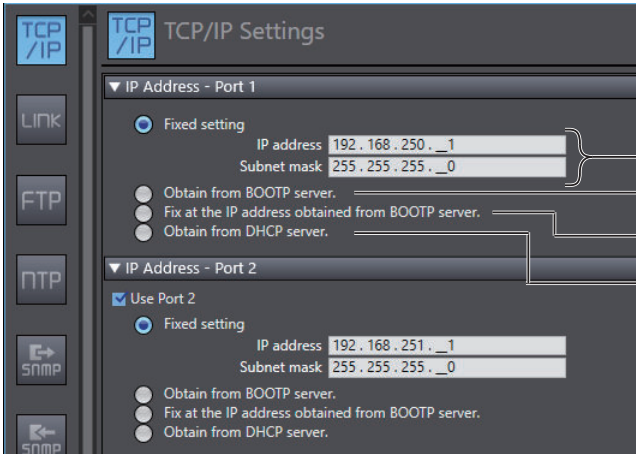 TCP
/IP
TCP
/IP
TCP/IP Settings
LINK
FTP
NTP
SNMP
SNMP
▼ IP Address - Port 1
Fixed setting
IP address 192 . 168 . 250 . _1
Subnet mask 255 . 255 . 255 . _0
Obtain from BOOTP server.
Fix at the IP address obtained from BOOTP server.
Obtain from DHCP server.
▼ IP Address - Port 2
Use Port 2
Fixed setting
IP address 192 . 168 . 251 . _1
Subnet mask 255 . 255 . 255 . _0
Obtain from BOOTP server.
Fix at the IP address obtained from BOOTP server.
Obtain from DHCP server.